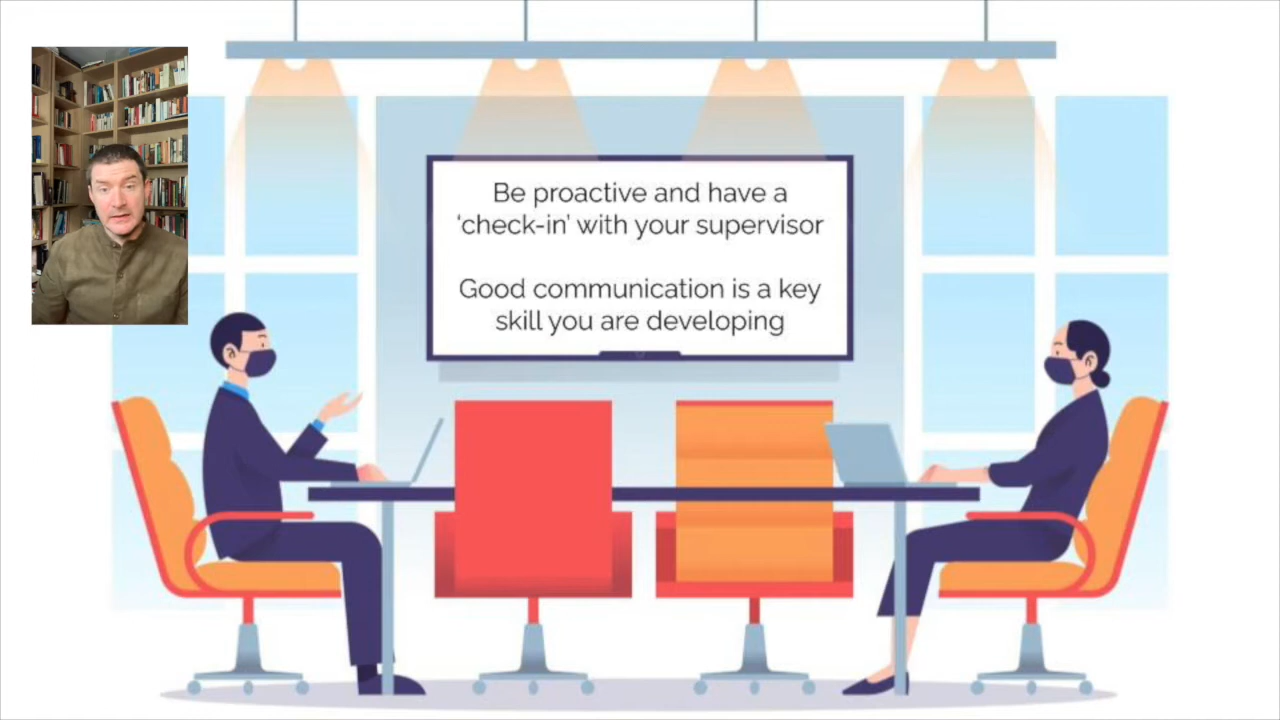 Be proactive and have a
‘check-in’ with your supervisor
Good communication is a key
skill you are developing